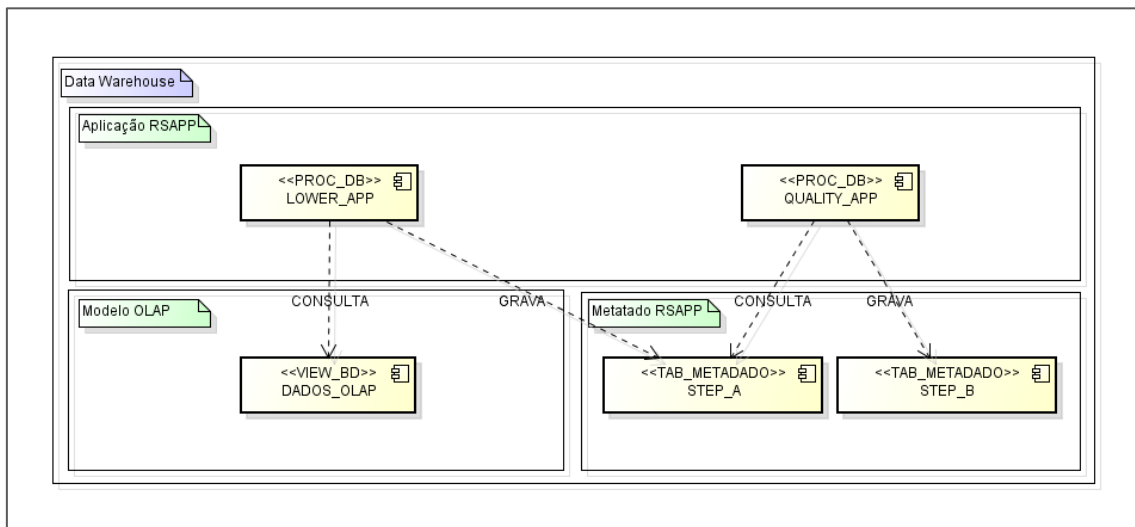 Data Warehouse
Aplicação RSAPP
<<PROC_DB>>
LOWER_APP
<<PROC_DB>>
QUALITY_APP
CONSULTA
GRAVA
CONSULTA
GRAVA
Modelo OLAP
Metatado RSAPP
<<VIEW_BD>>
DADOS_OLAP
<<TAB_METADADO>>
STEP_A
<<TAB_METADADO>>
STEP_B